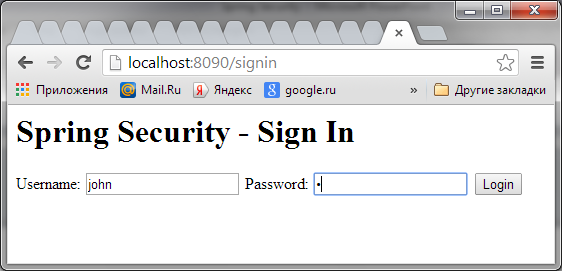 localhost:8090/signin
Приложения Mail.Ru Яндекс google.ru » Другие закладки
Spring Security - Sign In
Username: john Password: • Login